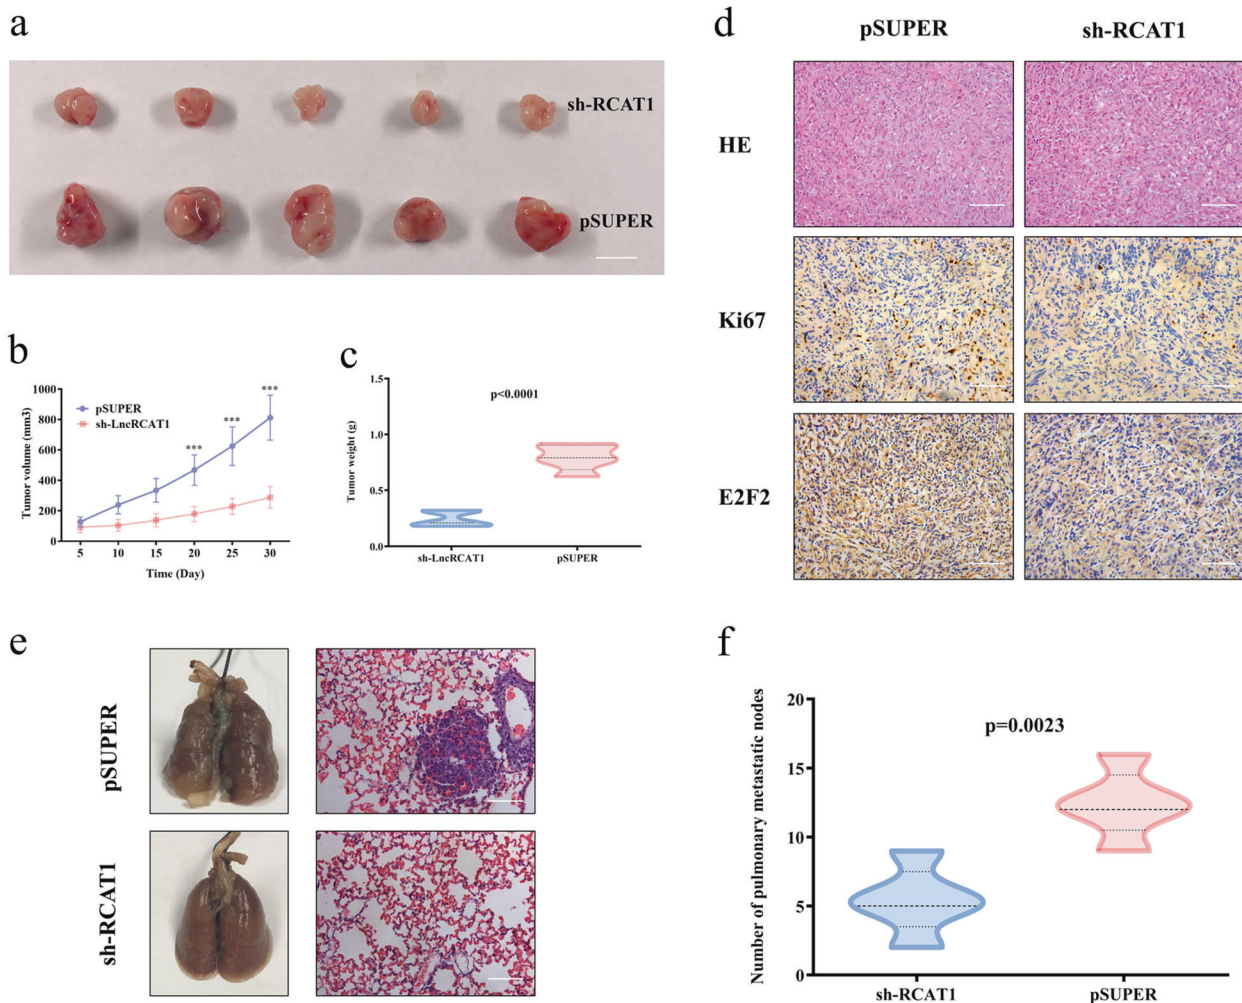 a
sh-RCAT1
pSUPER
b
Tumor volume (mm3)
1000
800
600
400
200
0
pSUPER
sh-LncRCAT1
***
***
***
5 10 15 20 25 30
Time (Day)
c
Tumor weight (g)
1.5
1.0
0.5
0.0
p<0.0001
sh-LncRCAT1 pSUPER
d
pSUPER sh-RCAT1
HE
Ki67
E2F2
e
pSUPER
sh-RCAT1
f
Number of pulmonary metastatic nodes
20
15
10
5
0
p=0.0023
sh-RCAT1 pSUPER